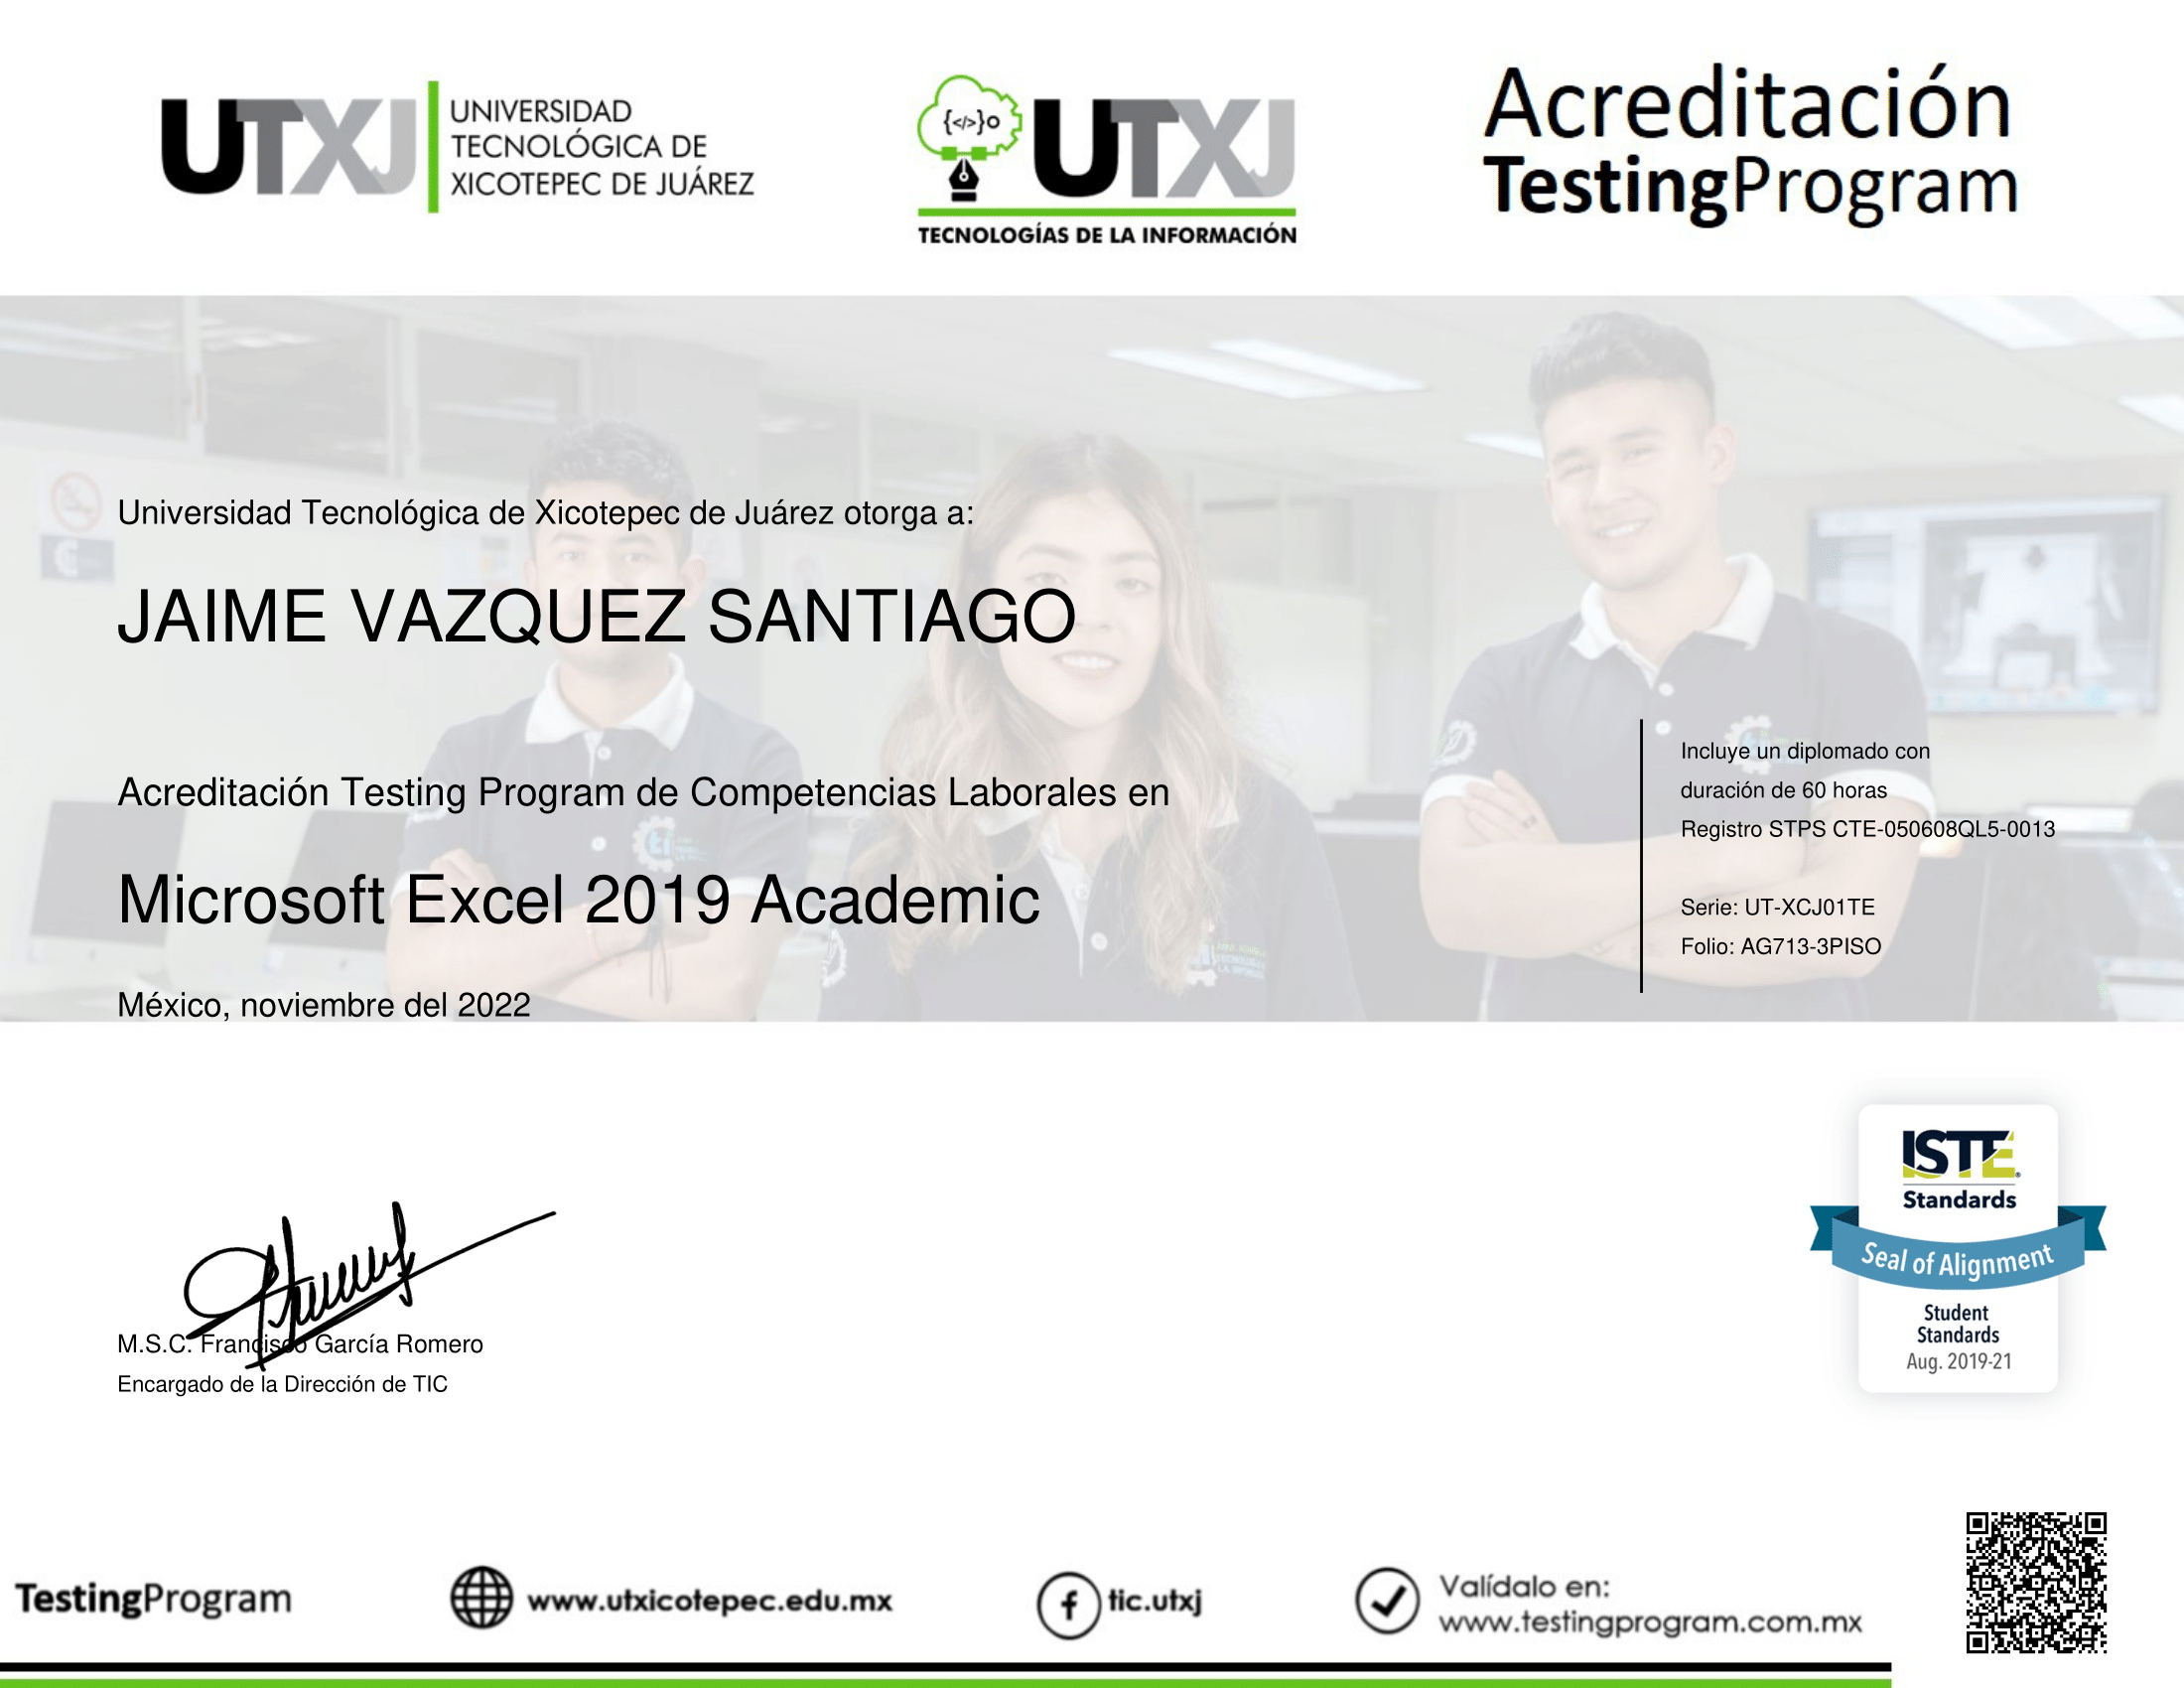 UTXJ
UNIVERSIDAD
TECNOLÓGICA DE
XICOTEPEC DE JUÁREZ
{</>}
UTXJ
TECNOLOGÍAS DE LA INFORMACIÓN
Acreditación
TestingProgram
Universidad Tecnológica de Xicotepec de Juárez otorga a:
JAIME VAZQUEZ SANTIAGO
Acreditación Testing Program de Competencias Laborales en
Microsoft Excel 2019 Academic
México, noviembre del 2022
Incluye un diplomado con
duración de 60 horas
Registro STPS CTE-050608QL5-0013
Serie: UT-XCJ01TE
Folio: AG713-3PISO
ti
M.S.C. Francisco García Romero
Encargado de la Dirección de TIC
ISTE®
Standards
Seal of Alignment
Student
Standards
Aug. 2019-21
TestingProgram
www.utxicotepec.edu.mx
f tic.utxj
Valídalo en:
www.testingprogram.com.mx